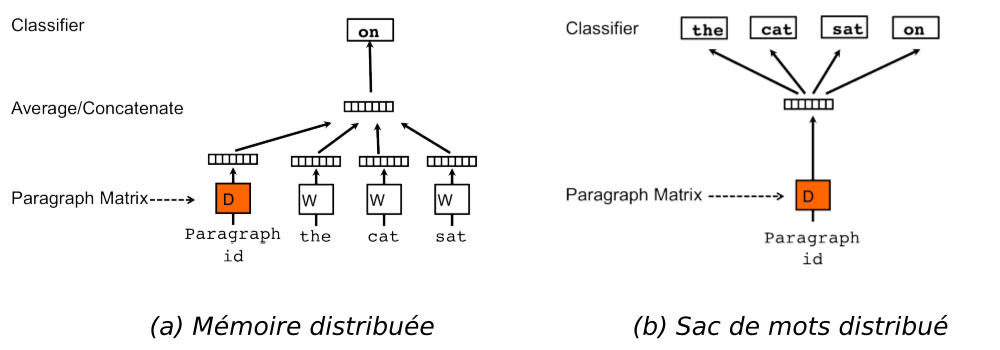 Classifier
on
Average/Concatenate
Paragraph Matrix
D
W
W
W
Paragraph
id
the
cat
sat
(a) Mémoire distribuée
Classifier
the
cat
sat
on
Paragraph Matrix
D
Paragraph
id
(b) Sac de mots distribué